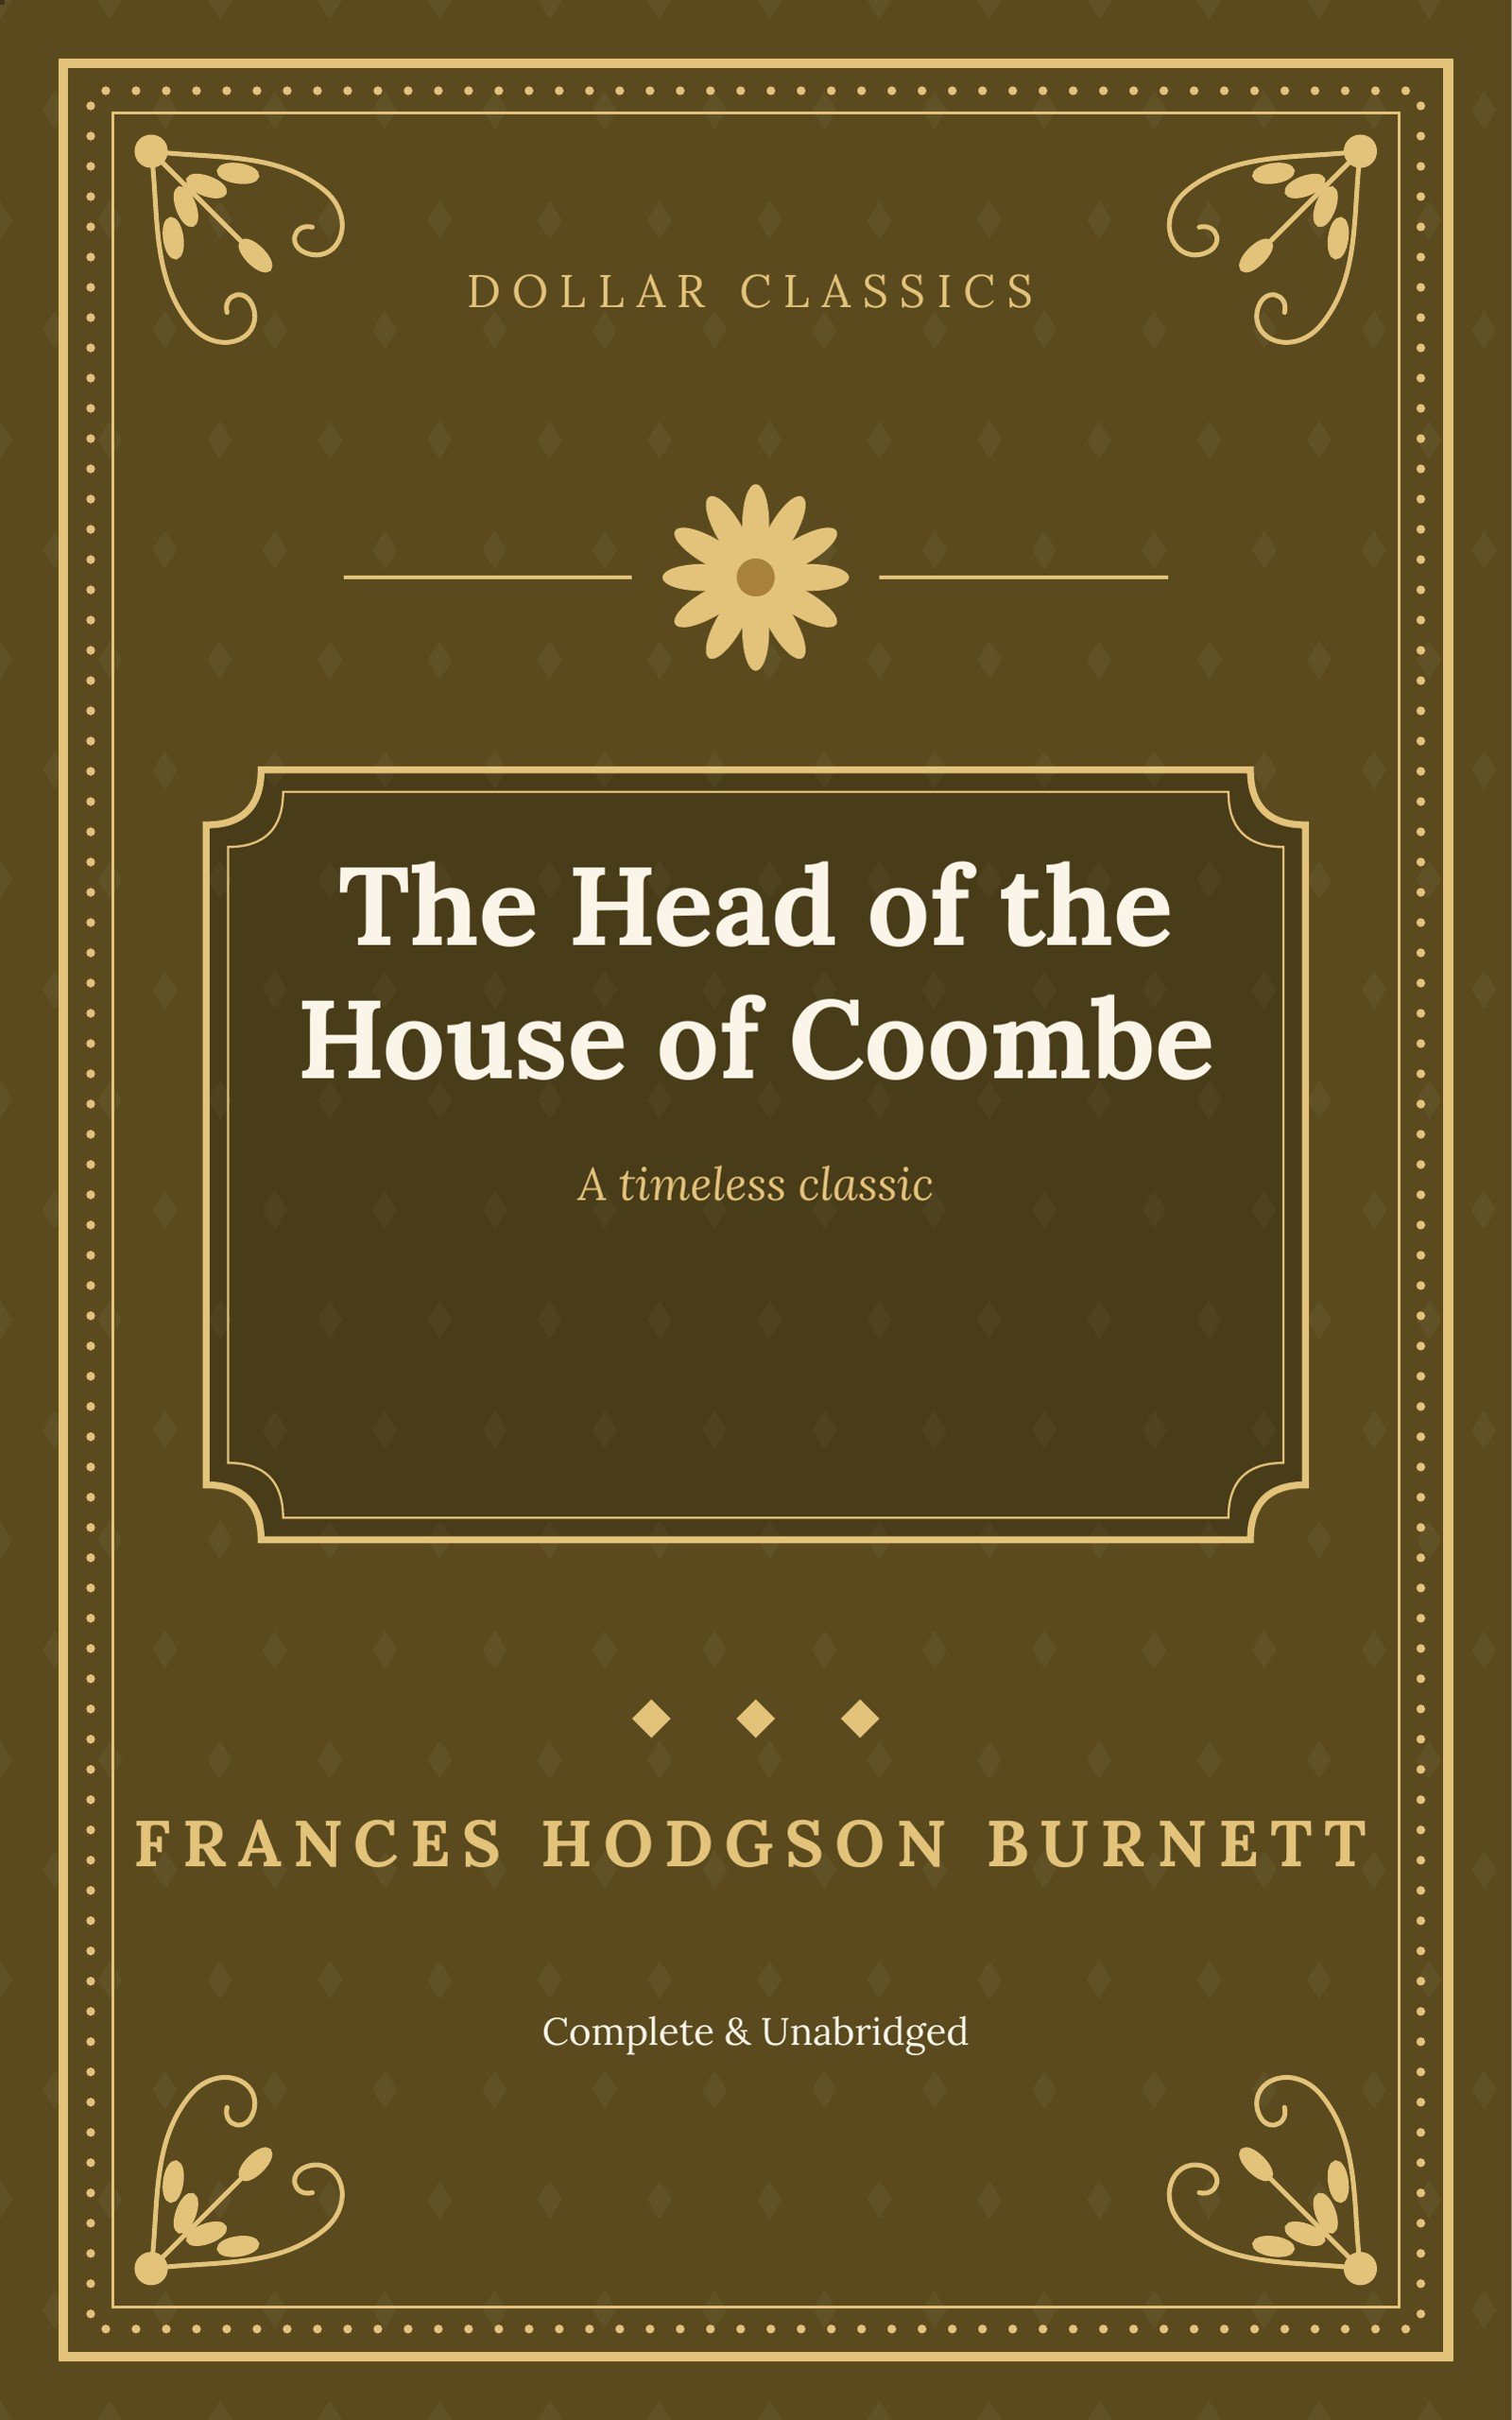 DOLLAR CLASSICS
The Head of the
House of Coombe
A timeless classic
FRANCES HODGSON BURNETT
Complete & Unabridged